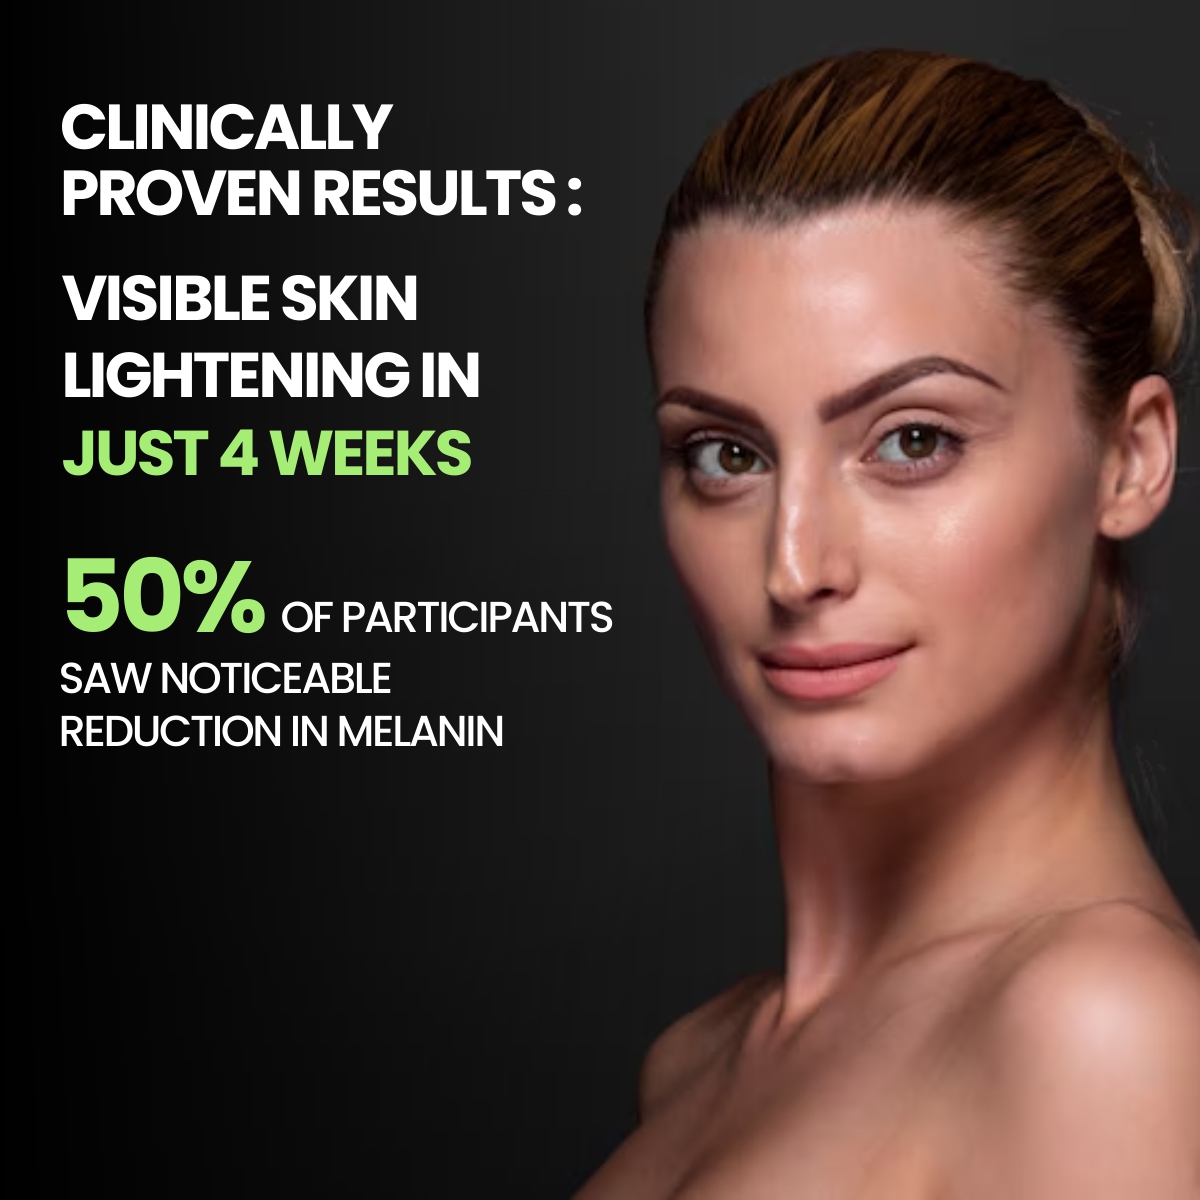 CLINICALLY
PROVEN RESULTS :
VISIBLE SKIN
LIGHTENING IN
JUST 4 WEEKS
50% OF PARTICIPANTS
SAW NOTICEABLE
REDUCTION IN MELANIN